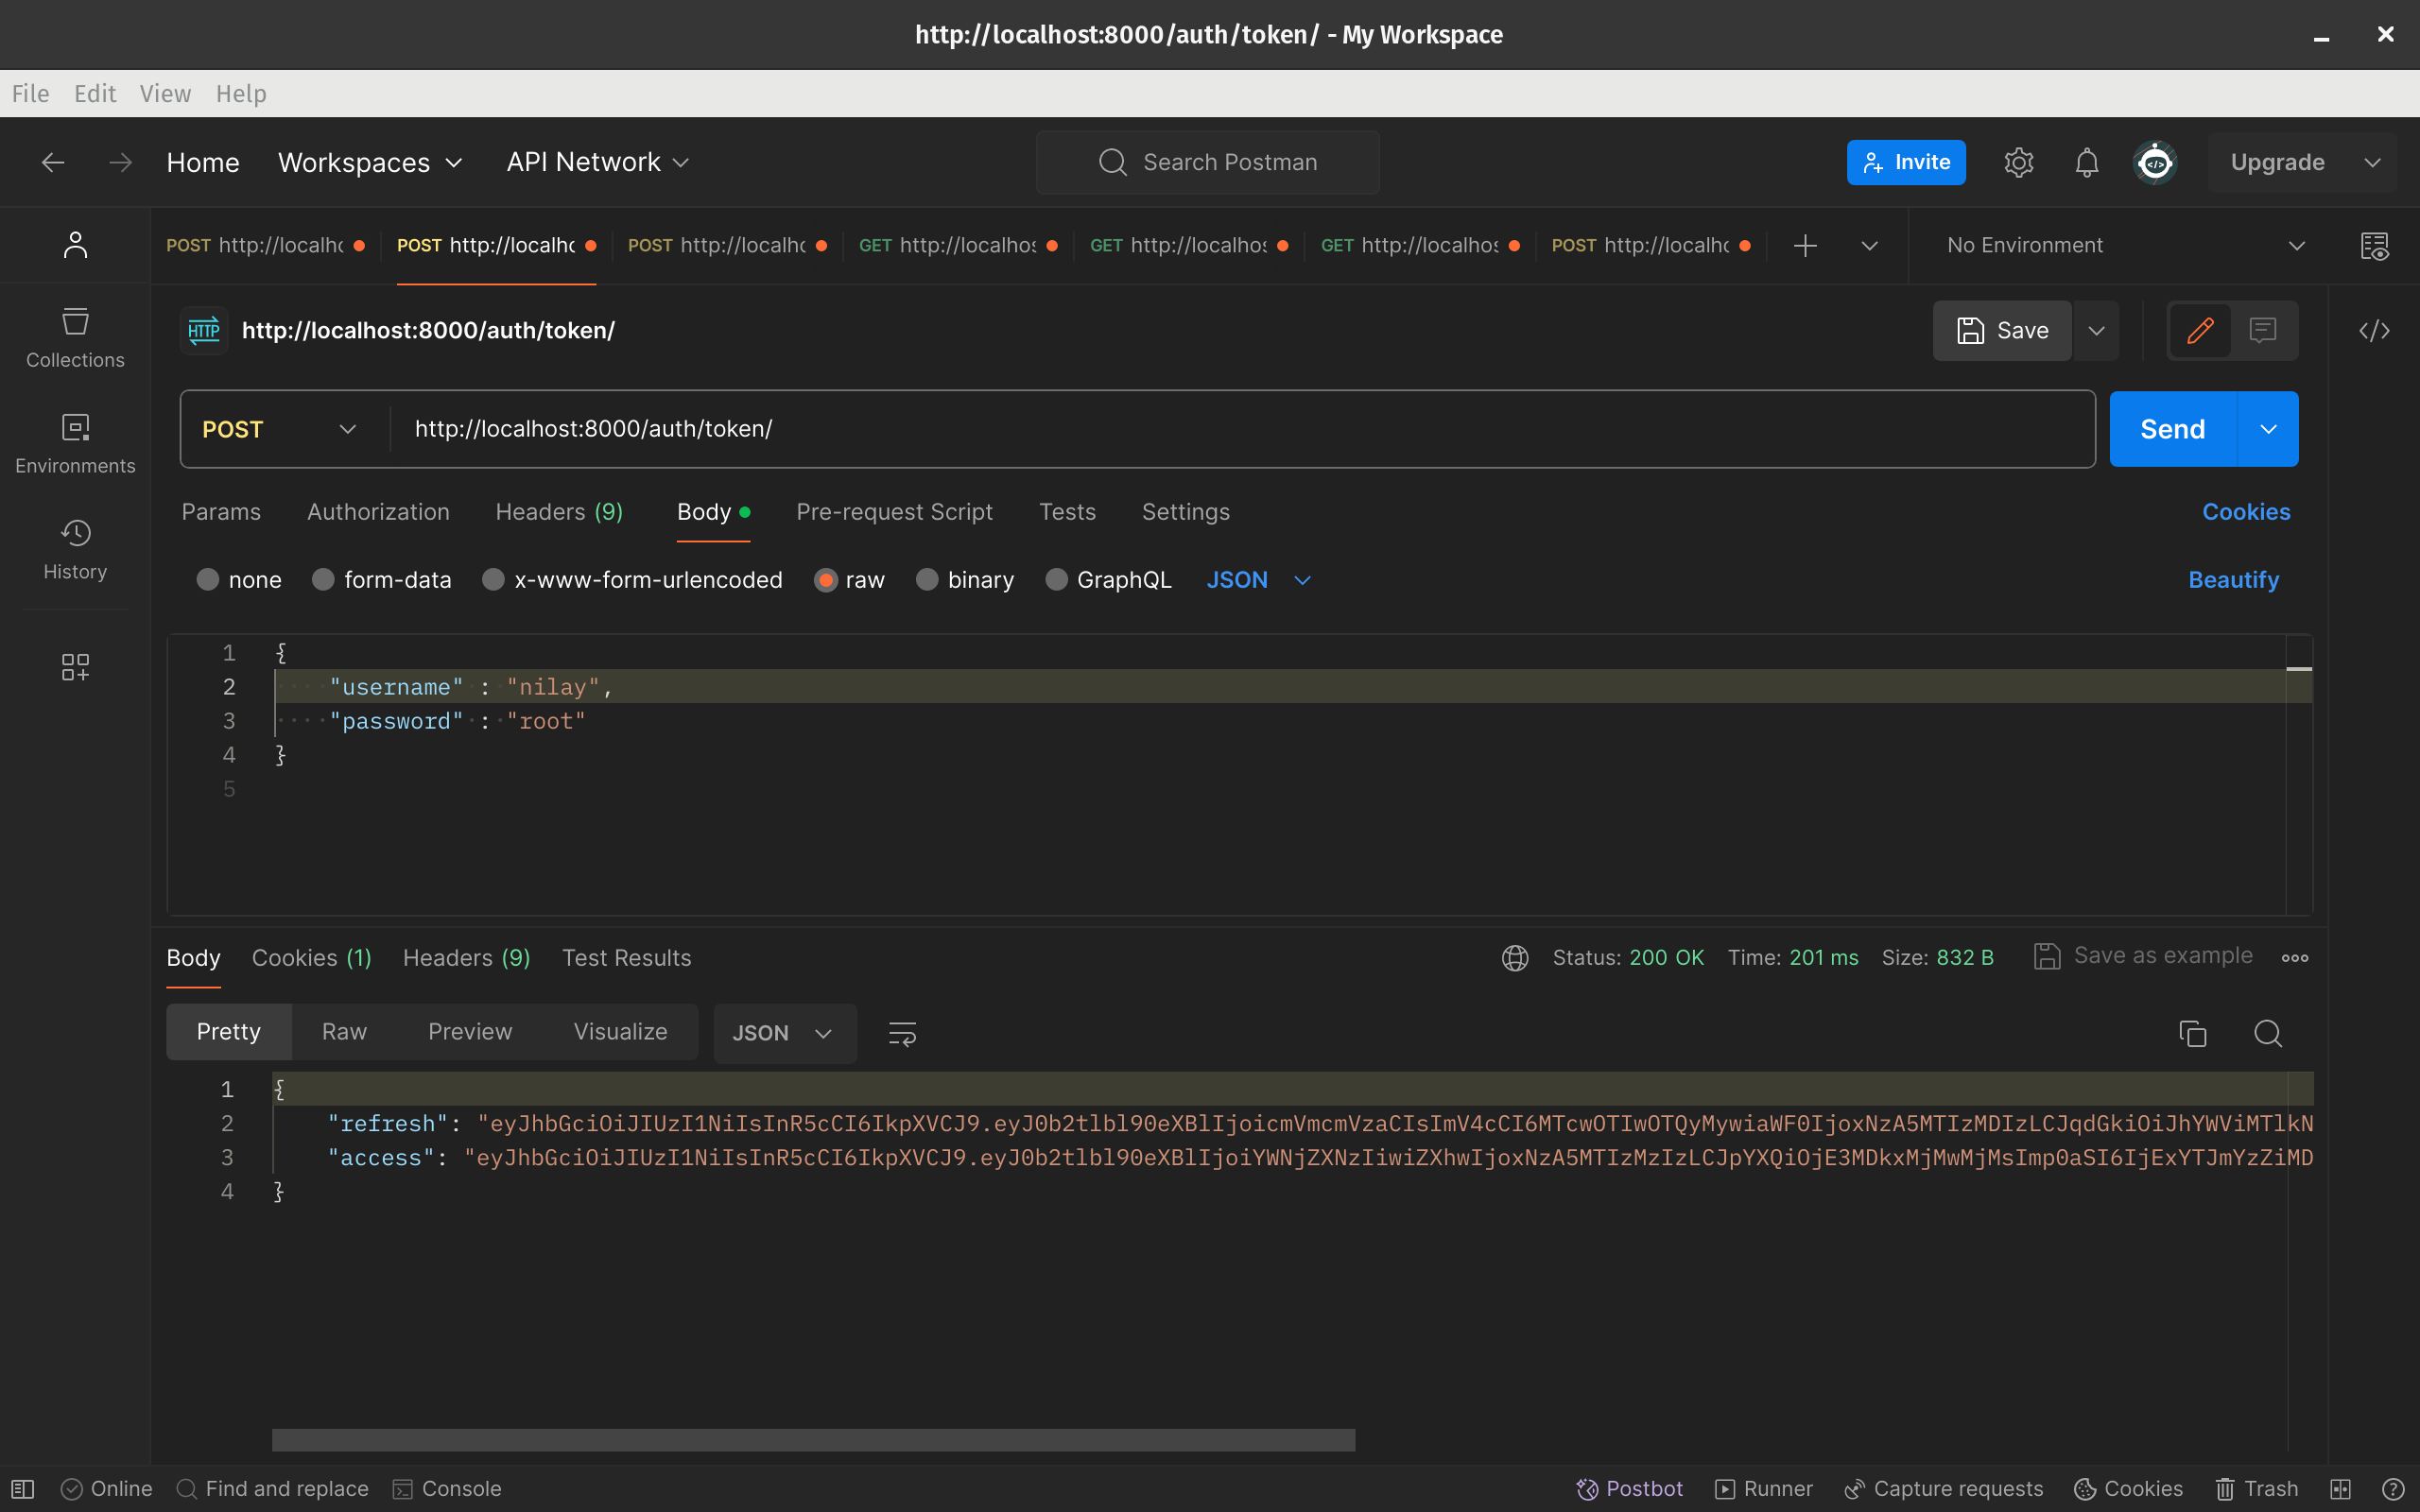 http://localhost:8000/auth/token/ - My Workspace
File Edit View Help
Home Workspaces API Network Search Postman Invite Upgrade
POST http://localhc POST http://localhc POST http://localhc GET http://localhos GET http://localhos GET http://localhos POST http://localhc No Environment
HTTP http://localhost:8000/auth/token/ Save
Collections
POST http://localhost:8000/auth/token/ Send
Environments
Params Authorization Headers (9) Body Pre-request Script Tests Settings Cookies
History
none form-data x-www-form-urlencoded raw binary GraphQL JSON Beautify
1 {
2 "username" : "nilay",
3 "password" : "root"
4 }
5
Body Cookies (1) Headers (9) Test Results Status: 200 OK Time: 201 ms Size: 832 B Save as example
Pretty Raw Preview Visualize JSON
1 {
2 "refresh": "eyJhbGciOiJIUzI1NiIsInR5cCI6IkpXVCJ9.eyJ0b2tlbl90eXBlIjoicmVmcmVzaCIsImV4cCI6MTcwOTIwOTQyMywiaWF0IjoxNzA5MTIzMDIzLCJqdGkiOiJhYWViMTlkN
3 "access": "eyJhbGciOiJIUzI1NiIsInR5cCI6IkpXVCJ9.eyJ0b2tlbl90eXBlIjoiYWNjZXNzIiwiZXhwIjoxNzA5MTIzMzIzLCJpYXQiOjE3MDkxMjMwMjMsImp0aSI6IjExYTJmYzZiMD
4 }
Online Find and replace Console Postbot Runner Capture requests Cookies Trash